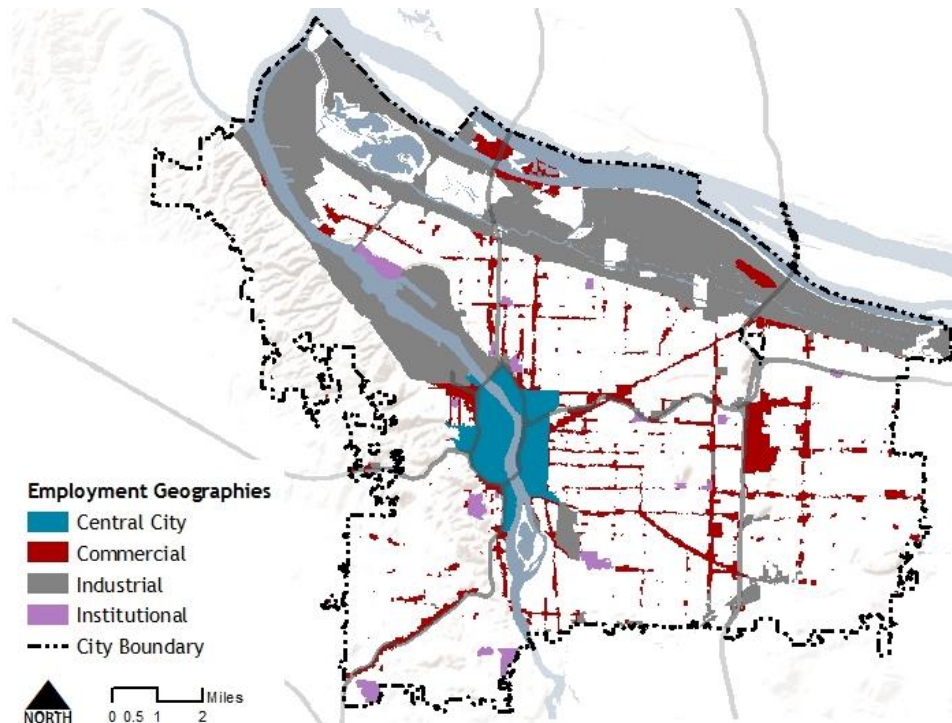 Employment Geographies
Central City
Commercial
Industrial
Institutional
City Boundary
NORTH
Miles
0 0.5 1 2